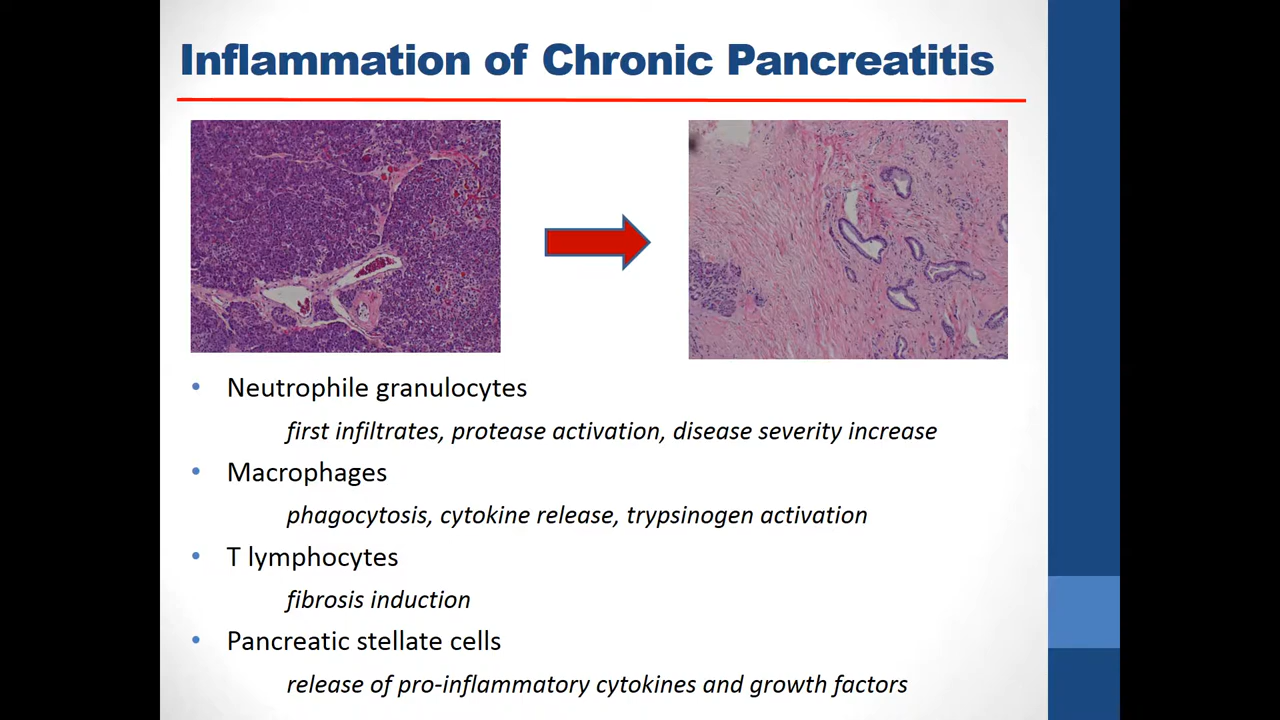 Inflammation of Chronic Pancreatitis
• Neutrophile granulocytes
first infiltrates, protease activation, disease severity increase
• Macrophages
phagocytosis, cytokine release, trypsinogen activation
• T lymphocytes
fibrosis induction
• Pancreatic stellate cells
release of pro-inflammatory cytokines and growth factors